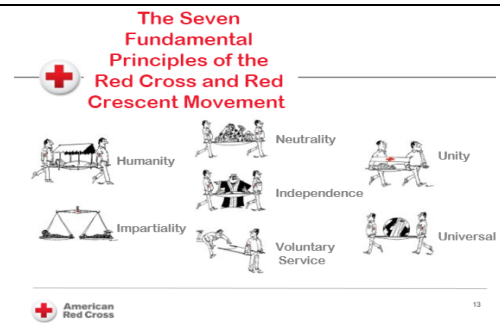 The Seven
Fundamental
Principles of the
Red Cross and Red
Crescent Movement
Humanity
Impartiality
Neutrality
Independence
Voluntary
Service
Unity
Universal
American
Red Cross
13